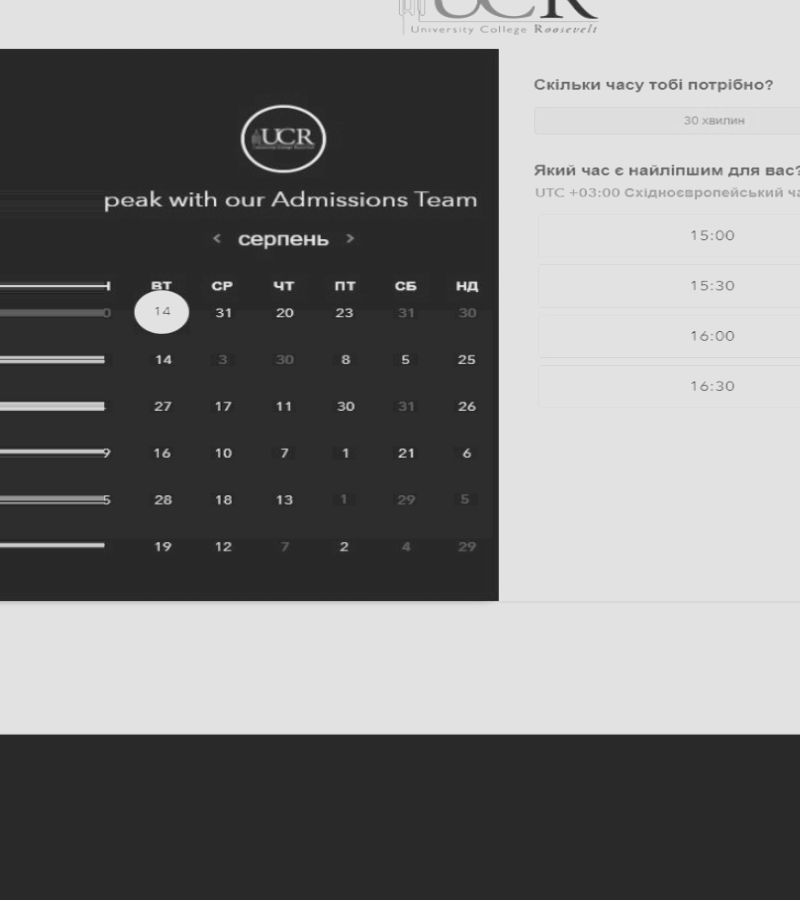 UCR
University College Roosevelt
UCR
peak with our Admissions Team
< серпень >
ВТ СР ЧТ ПТ СБ НД
0 14 31 20 23 31 30
14 3 30 8 5 25
27 17 11 30 31 26
9 16 10 7 1 21 6
5 28 18 13 1 29 5
19 12 7 2 4 29
Скільки часу тобі потрібно?
30 хвилин
Який час є найліпшим для вас?
UTC +03:00 Східноєвропейський ча
15:00
15:30
16:00
16:30